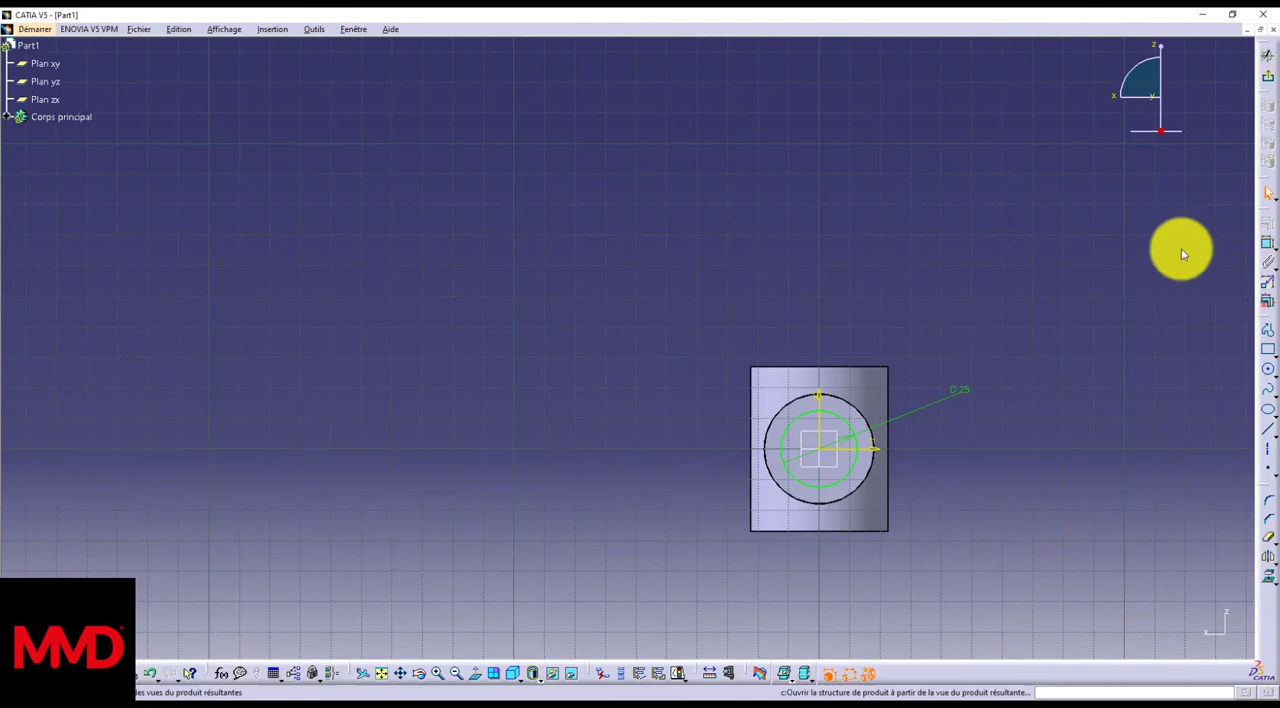 CATIA V5 - [Part1]
Démarrer ENOVIA V5 VPM Fichier Edition Affichage Insertion Outils Fenêtre Aide
Part1
Plan xy
Plan yz
Plan zx
Corps principal
z
x y
D 25
z
x
MMD
f(x)
CATIA
des vues du produit résultantes
c:Ouvrir la structure de produit à partir de la vue du produit résultante...